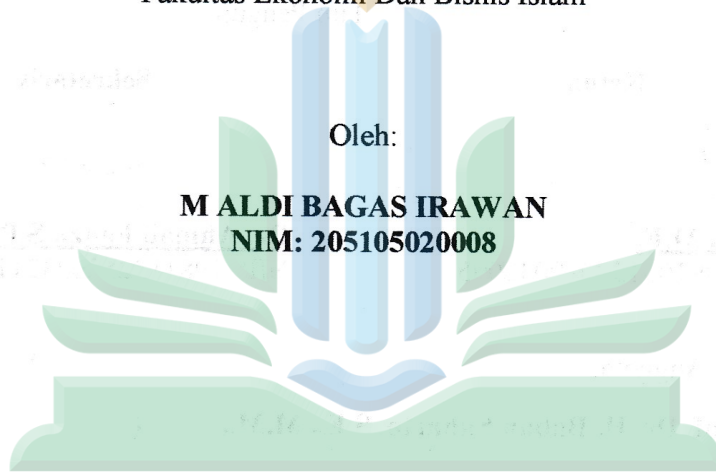 Fakultas Ekonomi Dan Bisnis Islam
Oleh:
M ALDI BAGAS IRAWAN
NIM: 205105020008